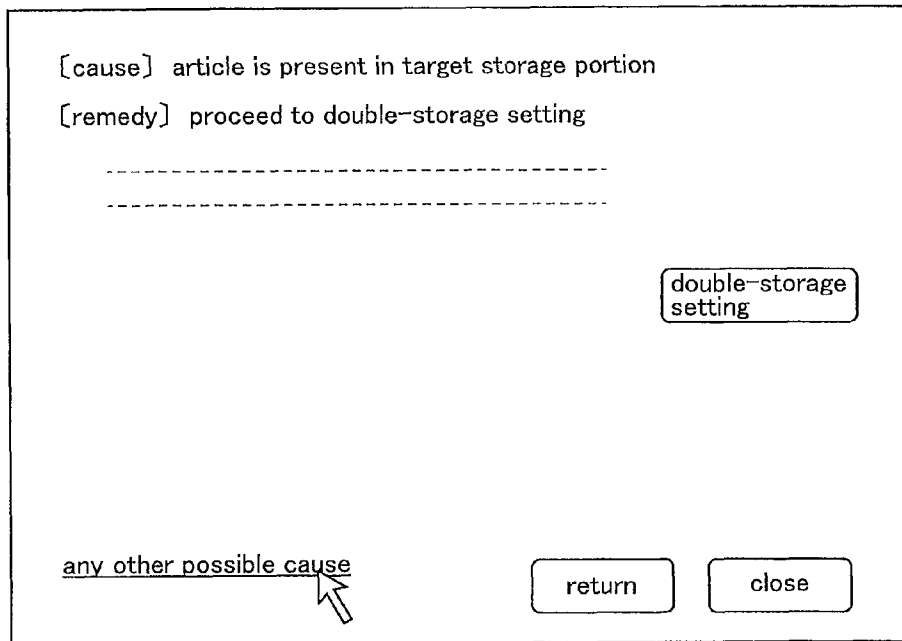 〔cause〕 article is present in target storage portion
〔remedy〕 proceed to double-storage setting
double-storage
setting
any other possible cause
return
close